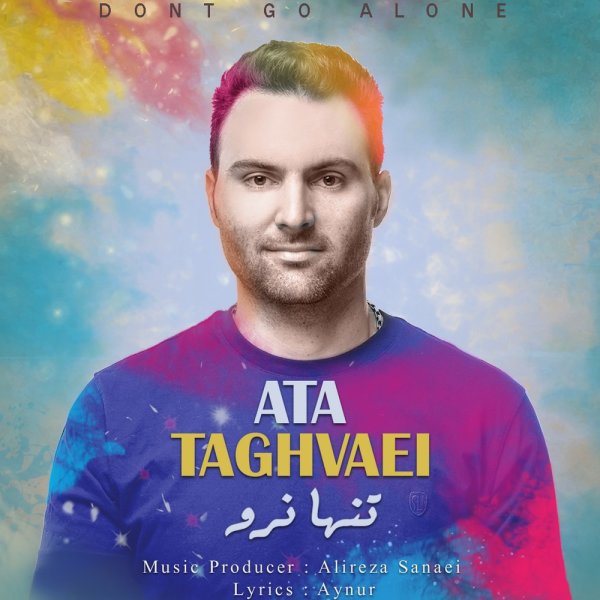 DONT GO ALONE
ATA
TAGHVAEI
تنها نرو
Music Producer : Alireza Sanaei
Lyrics : Aynur